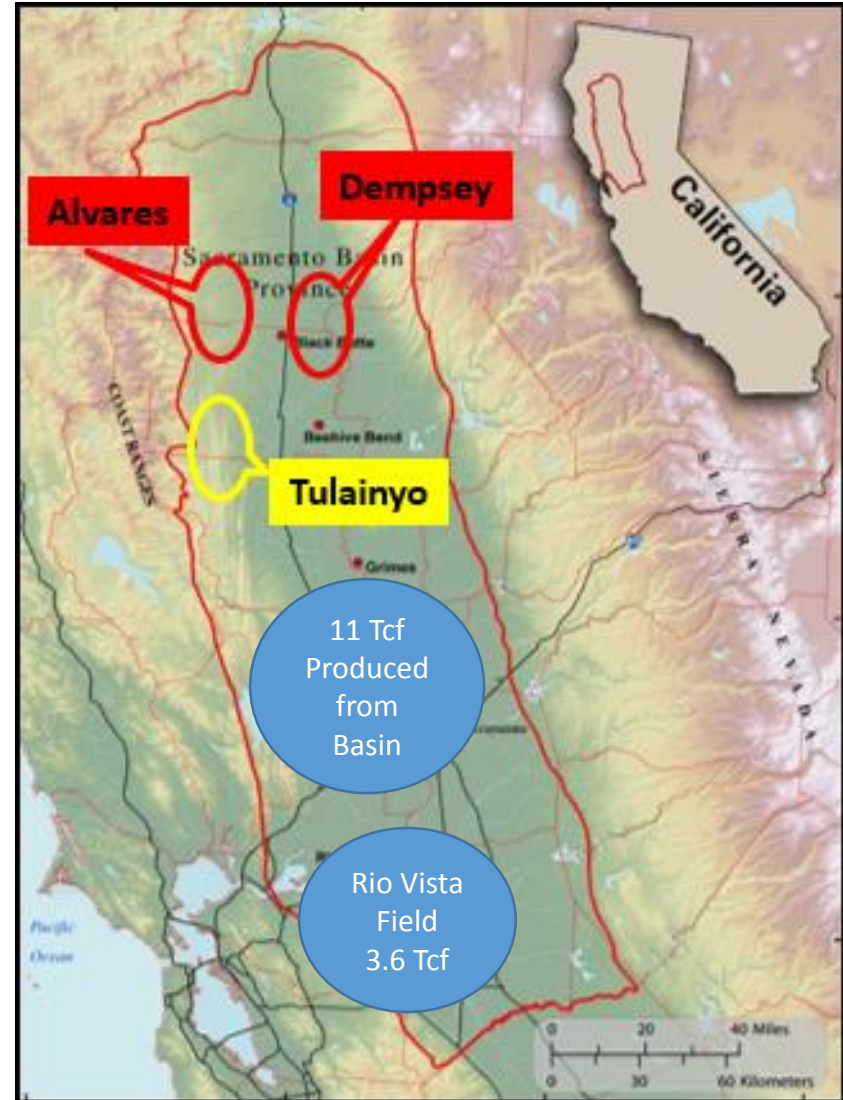 Alvares
Dempsey
California
Sacramento Basin
Province
Black Butte
COAST RANGES
Beehive Bend
Tulainyo
SIERRA NEVADA
Grimes
11 Tcf
Produced
from
Basin
Rio Vista
Field
3.6 Tcf
Pacific
Ocean
0 20 40 Miles
0 30 60 Kilometers